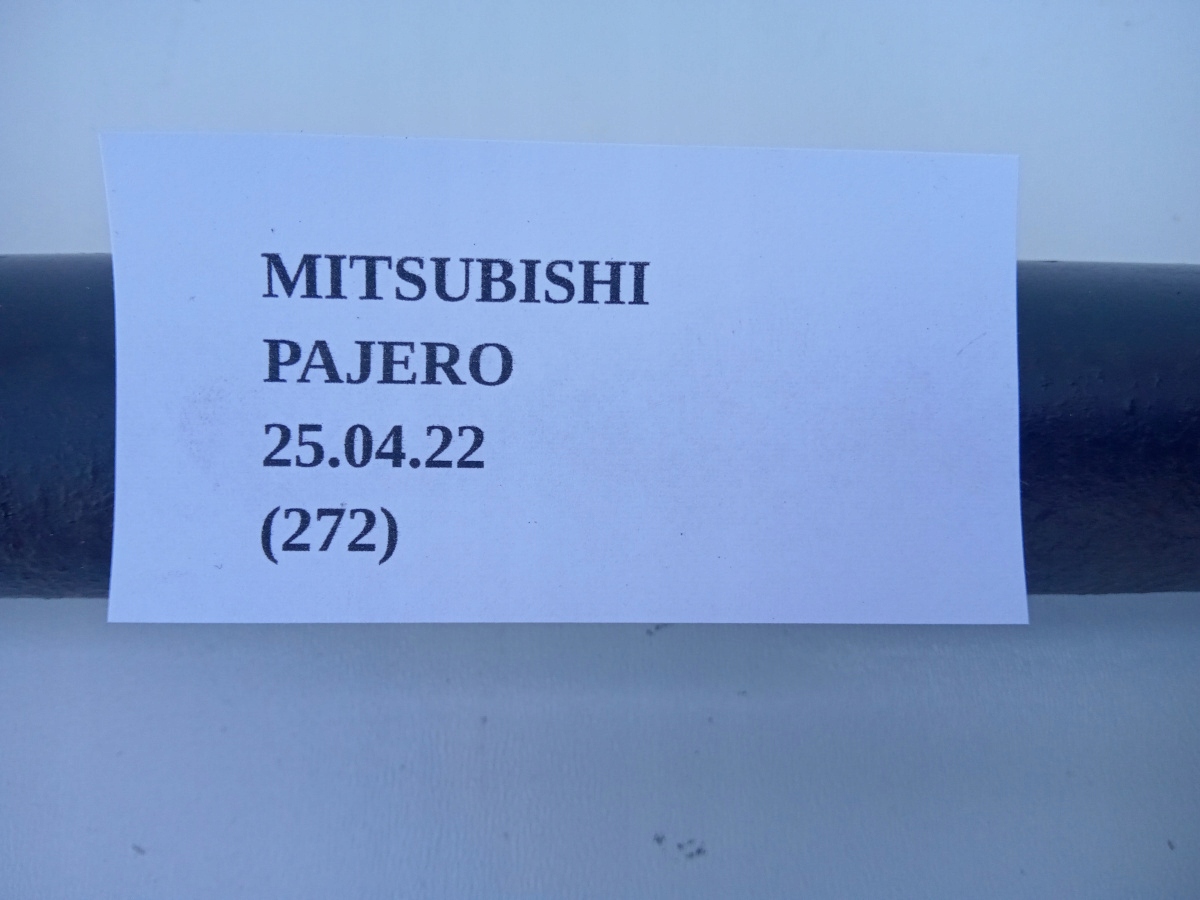 MITSUBISHI
PAJERO
25.04.22
(272)